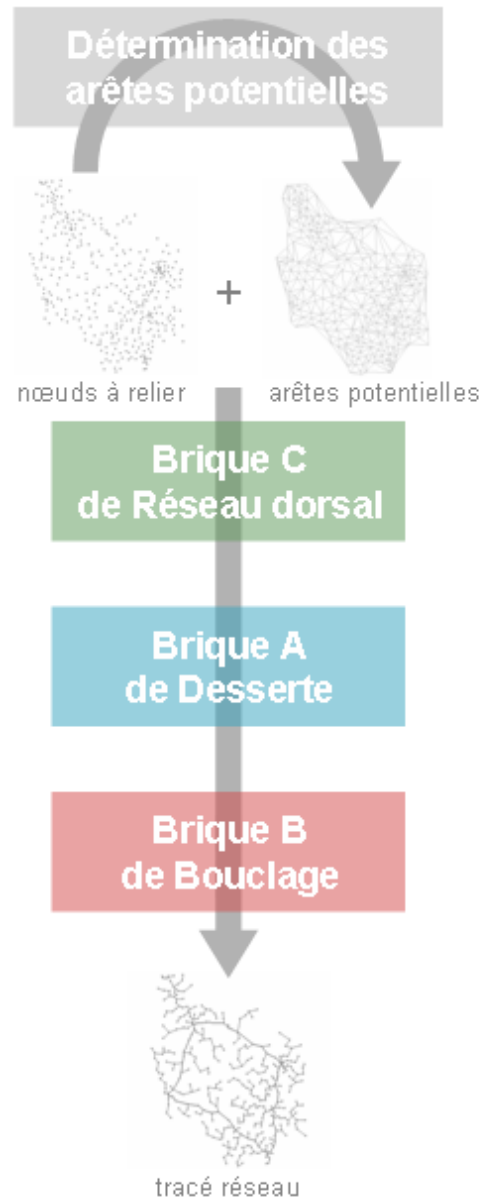 Détermination des
arêtes potentielles
+
nœuds à relier
arêtes potentielles
Brique C
de Réseau dorsal
Brique A
de Desserte
Brique B
de Bouclage
tracé réseau